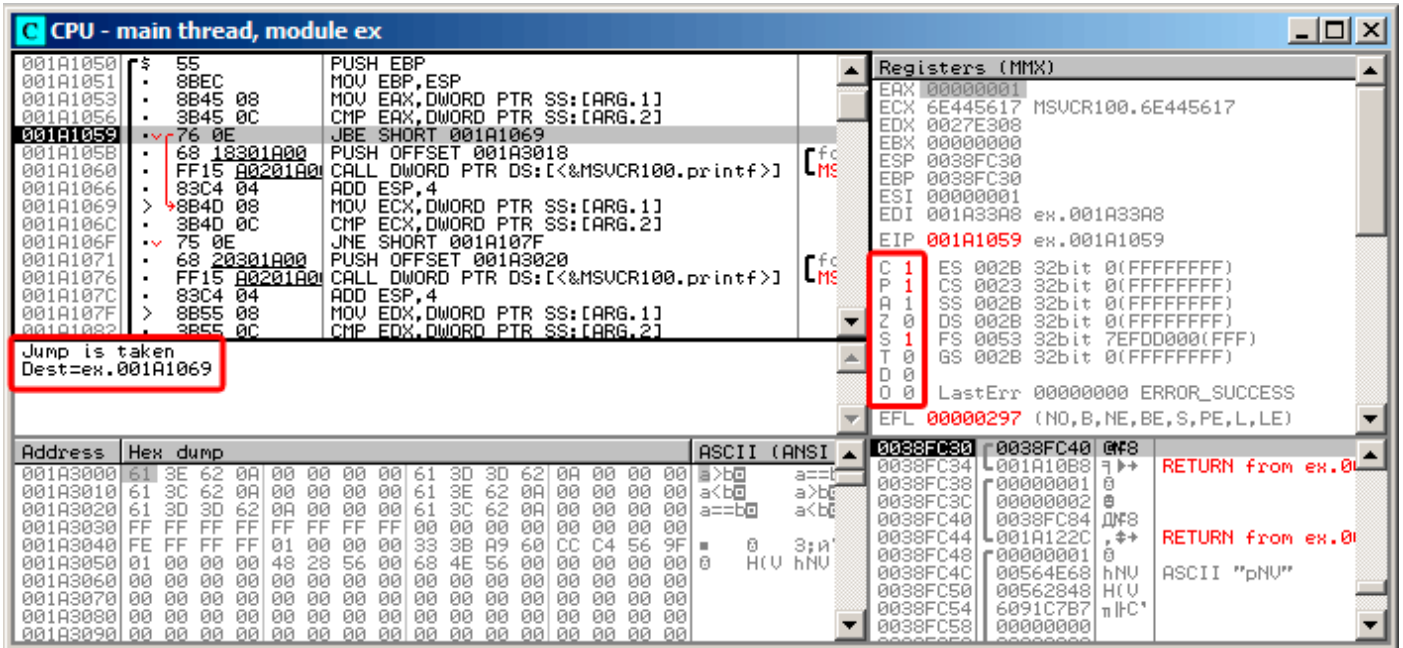 C CPU - main thread, module ex
001A1050 $ 55 PUSH EBP
001A1051 . 8BEC MOV EBP,ESP
001A1053 . 8B45 08 MOV EAX,DWORD PTR SS:[ARG.1]
001A1056 . 3B45 0C CMP EAX,DWORD PTR SS:[ARG.2]
001A1059 . 76 0E JBE SHORT 001A1069
001A105B . 68 18301A00 PUSH OFFSET 001A3018
001A1060 . FF15 A0201A0 CALL DWORD PTR DS:[<&MSVCR100.printf>]
001A1066 . 83C4 04 ADD ESP,4
001A1069 > 8B4D 08 MOV ECX,DWORD PTR SS:[ARG.1]
001A106C . 3B4D 0C CMP ECX,DWORD PTR SS:[ARG.2]
001A106F . 75 0E JNE SHORT 001A107F
001A1071 . 68 20301A00 PUSH OFFSET 001A3020
001A1076 . FF15 A0201A0 CALL DWORD PTR DS:[<&MSVCR100.printf>]
001A107C . 83C4 04 ADD ESP,4
001A107F > 8B55 08 MOV EDX,DWORD PTR SS:[ARG.1]
001A1082 . 3B55 0C CMP EDX,DWORD PTR SS:[ARG.2]
Jump is taken
Dest=ex.001A1069
Registers (MMX)
EAX 00000001
ECX 6E445617 MSVCR100.6E445617
EDX 0027E308
EBX 00000000
ESP 0038FC30
EBP 0038FC30
ESI 00000001
EDI 001A33A8 ex.001A33A8
EIP 001A1059 ex.001A1059
C 1 ES 002B 32bit 0(FFFFFFFF)
P 1 CS 0023 32bit 0(FFFFFFFF)
A 1 SS 002B 32bit 0(FFFFFFFF)
Z 0 DS 002B 32bit 0(FFFFFFFF)
S 1 FS 0053 32bit 7EFDD000(FFF)
T 0 GS 002B 32bit 0(FFFFFFFF)
D 0
O 0 LastErr 00000000 ERROR_SUCCESS
EFL 00000297 (NO,B,NE,BE,S,PE,L,LE)
Address Hex dump ASCII (ANSI
001A3000 61 3E 62 0A 00 00 00 00 61 3D 3D 62 0A 00 00 00 a>b a==b
001A3010 61 3C 62 0A 00 00 00 00 61 3E 62 0A 00 00 00 00 a<b a>b
001A3020 61 3D 3D 62 0A 00 00 00 61 3C 62 0A 00 00 00 00 a==b a<b
001A3030 FF FF FF FF FF FF FF FF 00 00 00 00 00 00 00 00
001A3040 FE FF FF FF 01 00 00 00 33 3B A9 60 CC C4 56 9F
001A3050 01 00 00 00 48 28 56 00 68 4E 56 00 00 00 00 00 H(V hNV
001A3060 00 00 00 00 00 00 00 00 00 00 00 00 00 00 00 00
001A3070 00 00 00 00 00 00 00 00 00 00 00 00 00 00 00 00
001A3080 00 00 00 00 00 00 00 00 00 00 00 00 00 00 00 00
001A3090 00 00 00 00 00 00 00 00 00 00 00 00 00 00 00 00
0038FC30 0038FC40
0038FC34 001A10B8 RETURN from ex.0
0038FC38 00000001
0038FC3C 00000002
0038FC40 0038FC84
0038FC44 001A122C RETURN from ex.0
0038FC48 00000001
0038FC4C 00564E68 hNV ASCII "pNV"
0038FC50 00562848 H(V
0038FC54 6091C7B7
0038FC58 00000000